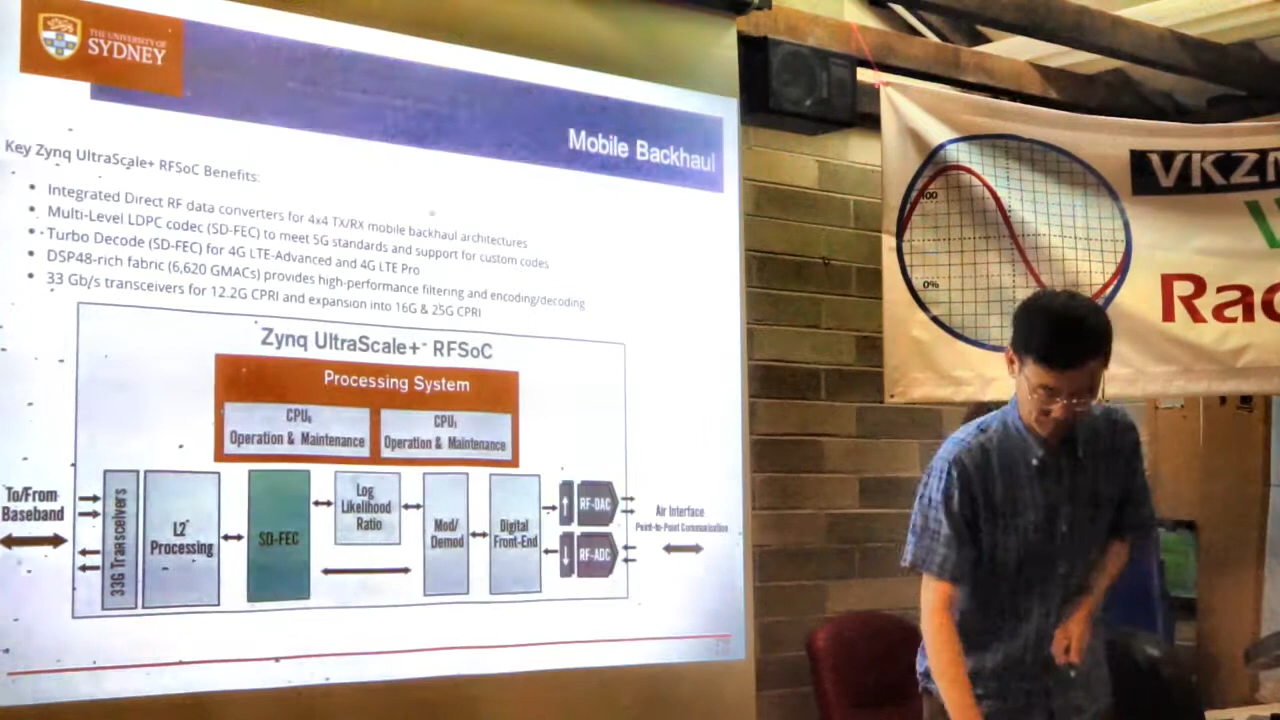 THE UNIVERSITY OF
SYDNEY
Mobile Backhaul
Key Zynq UltraScale+ RFSoC Benefits:
• Integrated Direct RF data converters for 4x4 TX/RX mobile backhaul architectures
• Multi-Level LDPC codec (SD-FEC) to meet 5G standards and support for custom codes
• Turbo Decode (SD-FEC) for 4G LTE-Advanced and 4G LTE Pro
• DSP48-rich fabric (6,620 GMACs) provides high-performance filtering and encoding/decoding
• 33 Gb/s transceivers for 12.2G CPRI and expansion into 16G & 25G CPRI
Zynq UltraScale+ RFSoC
Processing System
CPU₀
Operation & Maintenance
CPU₁
Operation & Maintenance
To/From
Baseband
33G Transceivers
L2
Processing
SD-FEC
Log
Likelihood
Ratio
Mod/
Demod
Digital
Front-End
RF-DAC
RF-ADC
Air Interface
Point-to-Point Communication
100
0%
VK2
Ra